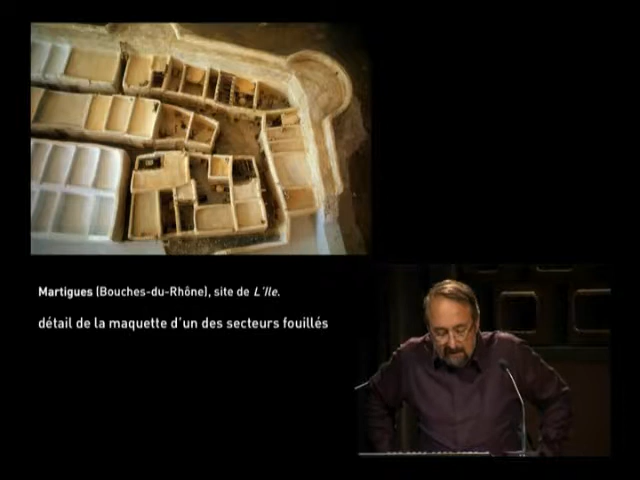 Martigues (Bouches-du-Rhône), site de L'Ile.
détail de la maquette d'un des secteurs fouillés